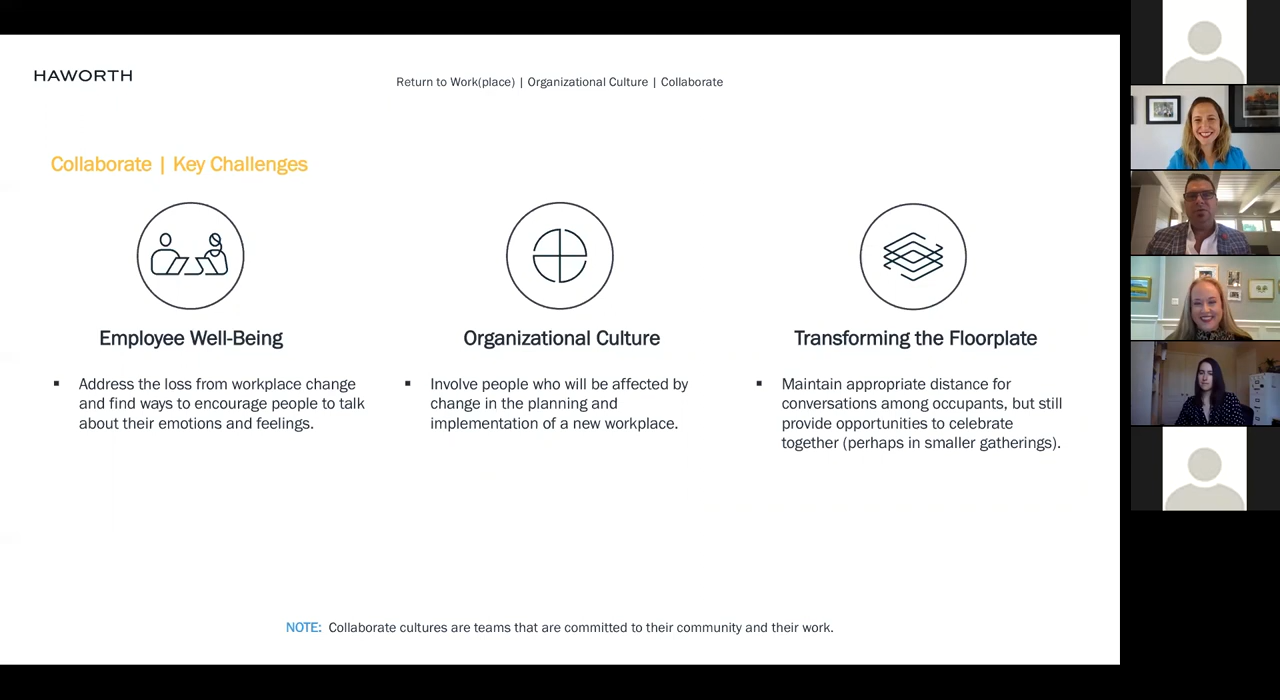 HAWORTH
Return to Work(place) | Organizational Culture | Collaborate
Collaborate | Key Challenges
Employee Well-Being
▪ Address the loss from workplace change
and find ways to encourage people to talk
about their emotions and feelings.
Organizational Culture
▪ Involve people who will be affected by
change in the planning and
implementation of a new workplace.
Transforming the Floorplate
▪ Maintain appropriate distance for
conversations among occupants, but still
provide opportunities to celebrate
together (perhaps in smaller gatherings).
NOTE: Collaborate cultures are teams that are committed to their community and their work.